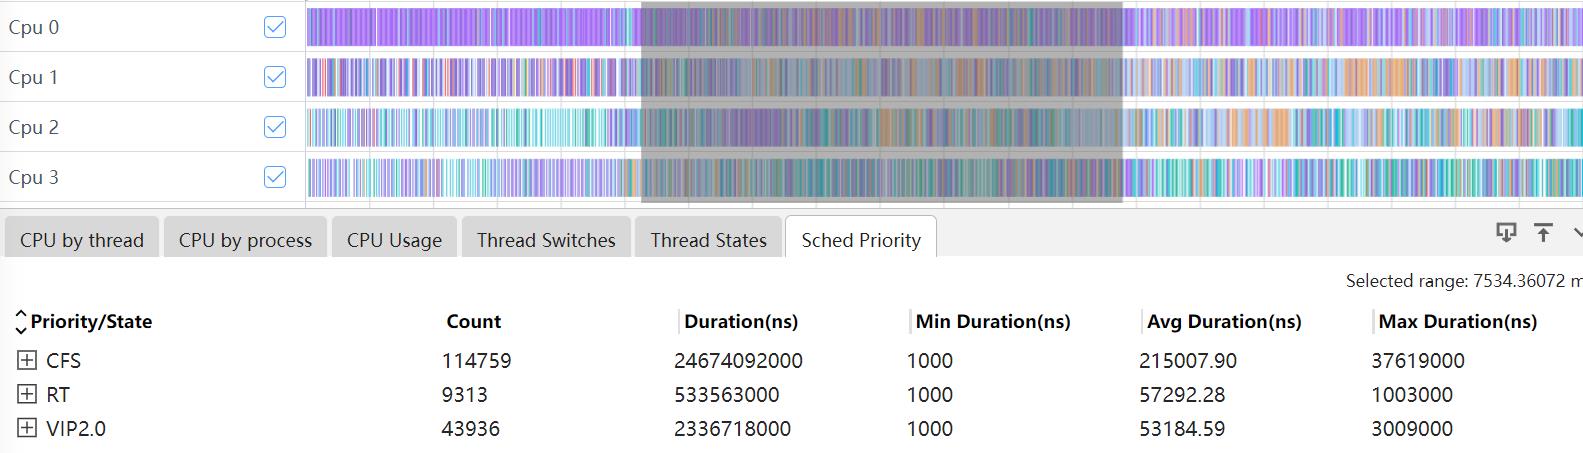 Cpu 0
Cpu 1
Cpu 2
Cpu 3
CPU by thread CPU by process CPU Usage Thread Switches Thread States Sched Priority
Selected range: 7534.36072 m
Priority/State Count Duration(ns) Min Duration(ns) Avg Duration(ns) Max Duration(ns)
CFS 114759 24674092000 1000 215007.90 37619000
RT 9313 533563000 1000 57292.28 1003000
VIP2.0 43936 2336718000 1000 53184.59 3009000